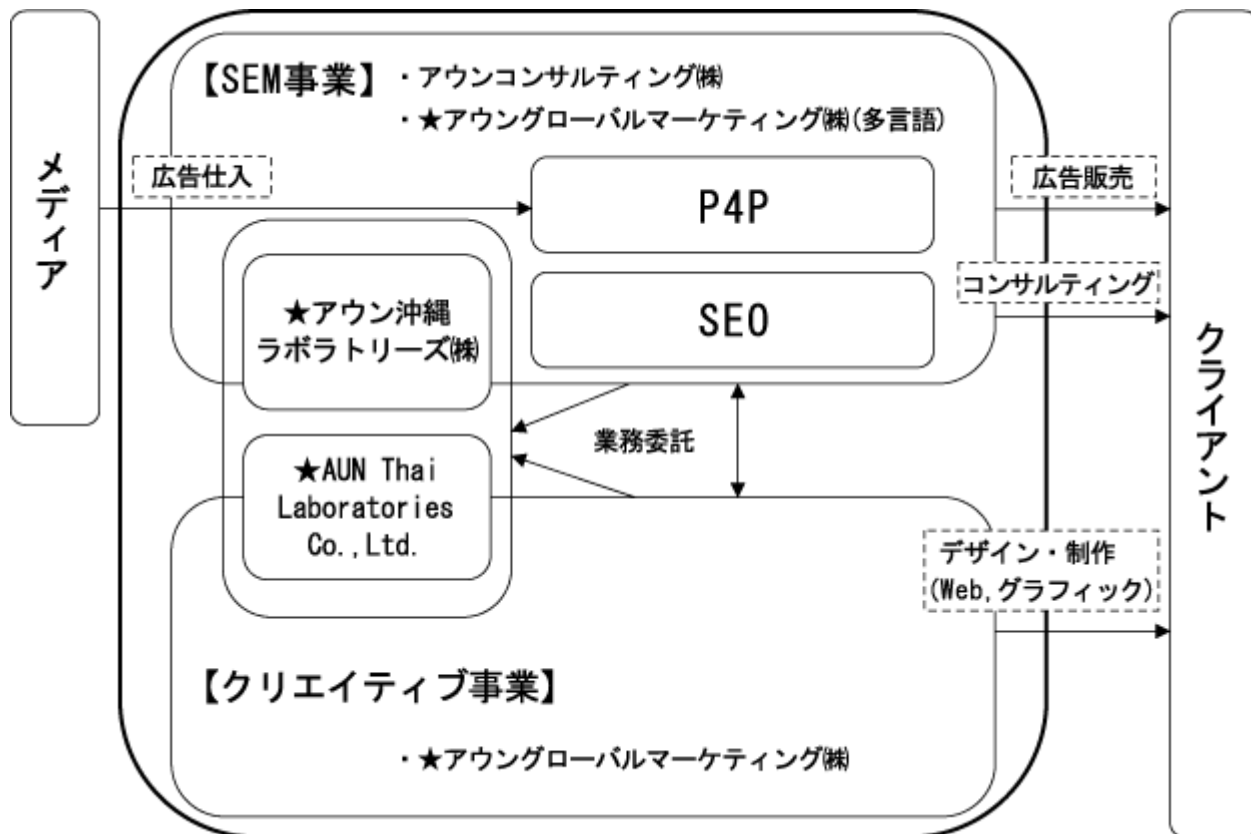 メディア
【SEM事業】 ・アウンコンサルティング㈱
・★アウングローバルマーケティング㈱(多言語)
広告仕入
P4P
広告販売
SEO
コンサルティング
★アウン沖縄
ラボラトリーズ㈱
業務委託
★AUN Thai
Laboratories
Co.,Ltd.
デザイン・制作
(Web,グラフィック)
クライアント
【クリエイティブ事業】
・★アウングローバルマーケティング㈱